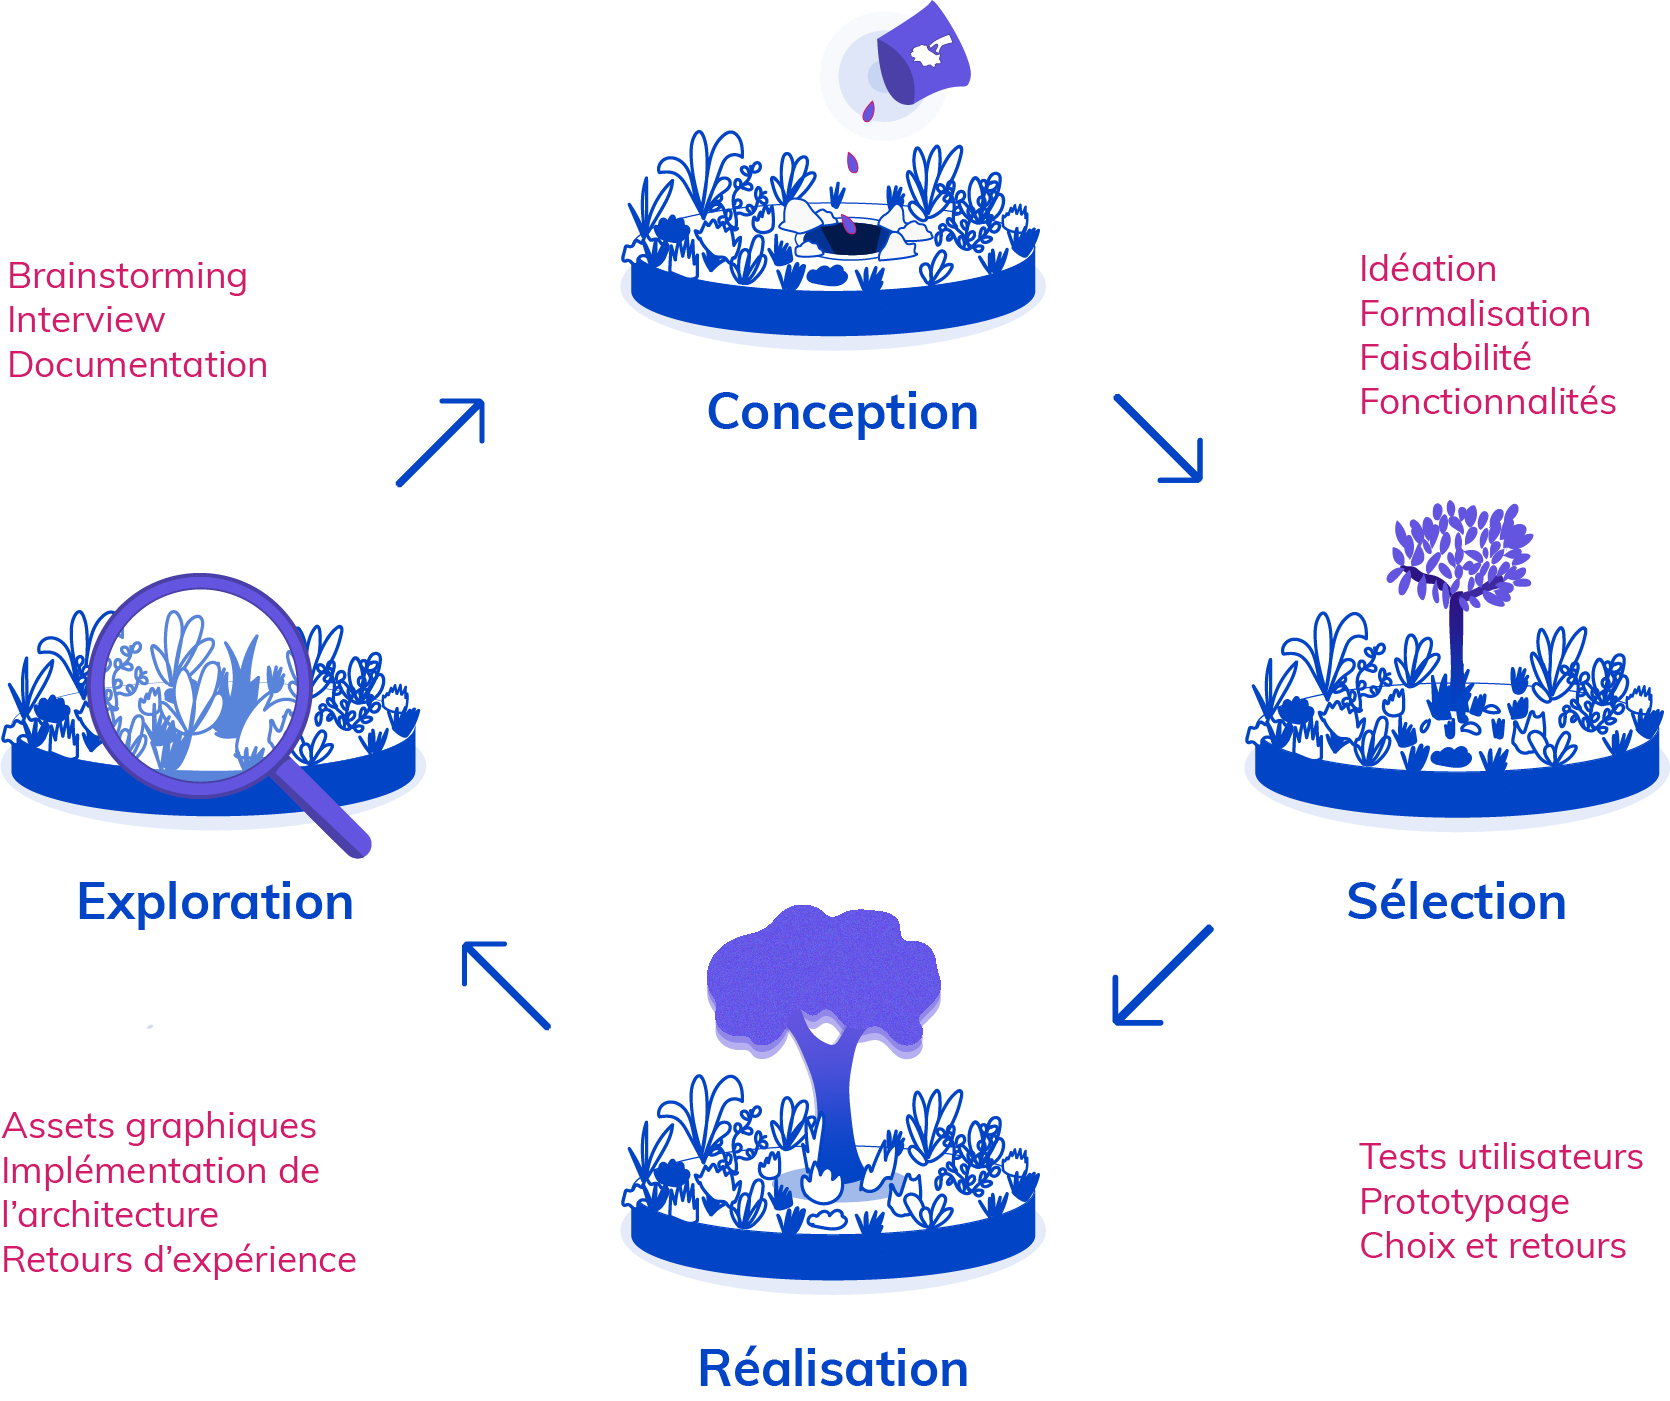 Brainstorming
Interview
Documentation
Conception
Idéation
Formalisation
Faisabilité
Fonctionnalités
Exploration
Sélection
Assets graphiques
Implémentation de
l’architecture
Retours d’expérience
Tests utilisateurs
Prototypage
Choix et retours
Réalisation